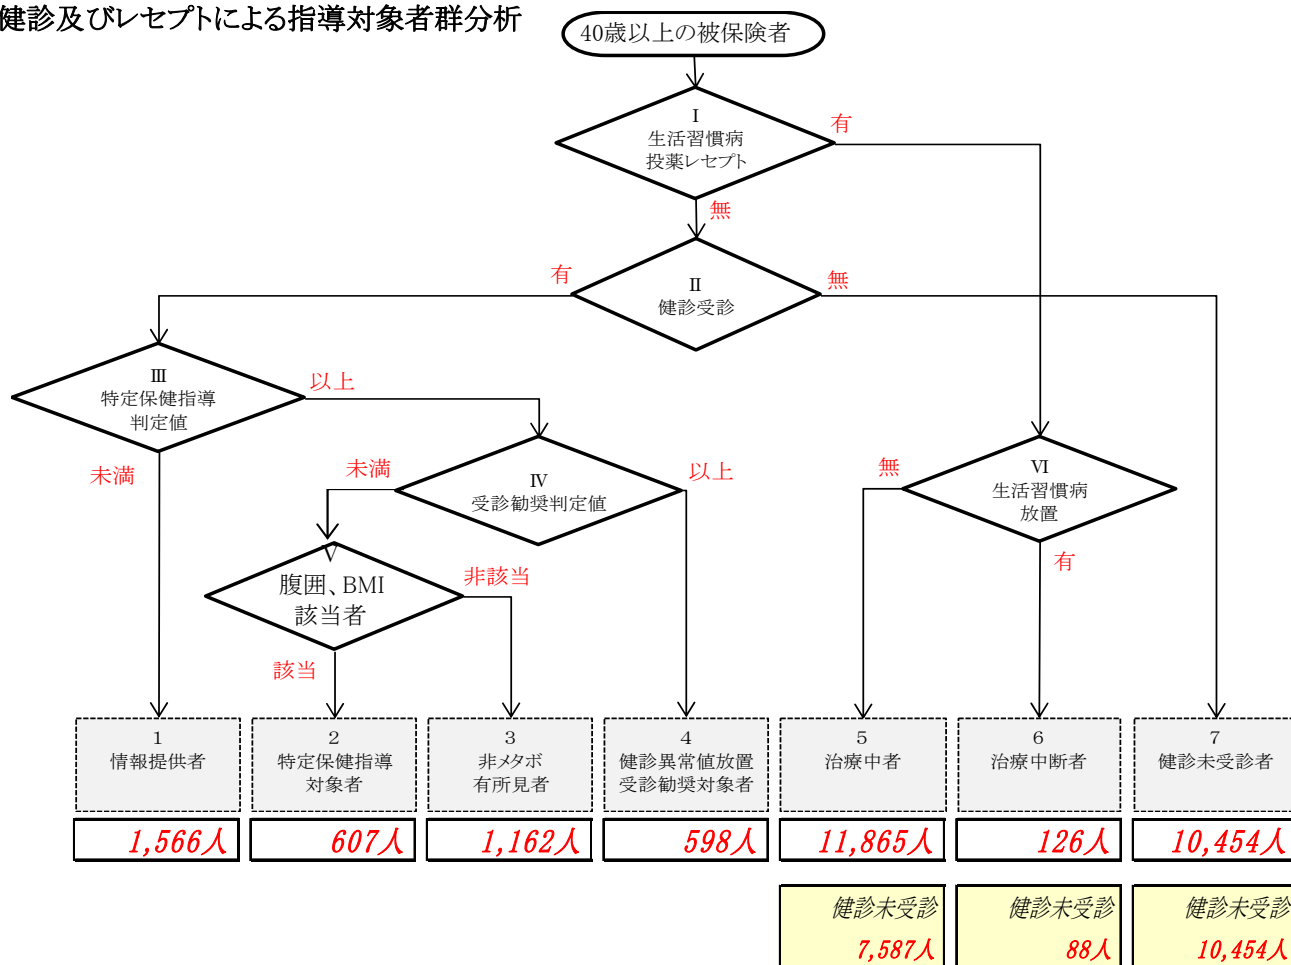 健診及びレセプトによる指導対象者群分析
40歳以上の被保険者
Ⅰ
生活習慣病
投薬レセプト
有
無
Ⅱ
健診受診
有
無
Ⅲ
特定保健指導
判定値
以上
未満
Ⅳ
受診勧奨判定値
未満
以上
Ⅵ
生活習慣病
放置
無
有
Ⅴ
腹囲、BMI
該当者
非該当
該当
1
情報提供者
2
特定保健指導
対象者
3
非メタボ
有所見者
4
健診異常値放置
受診勧奨対象者
5
治療中者
6
治療中断者
7
健診未受診者
1,566人
607人
1,162人
598人
11,865人
126人
10,454人
健診未受診
7,587人
健診未受診
88人
健診未受診
10,454人